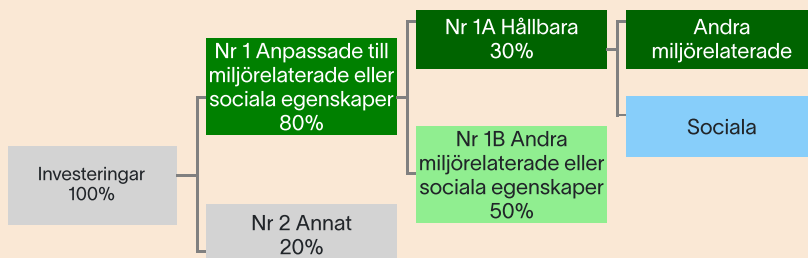 Investeringar
100%
Nr 1 Anpassade till
miljörelaterade eller
sociala egenskaper
80%
Nr 2 Annat
20%
Nr 1A Hållbara
30%
Nr 1B Andra
miljörelaterade eller
sociala egenskaper
50%
Andra
miljörelaterade
Sociala